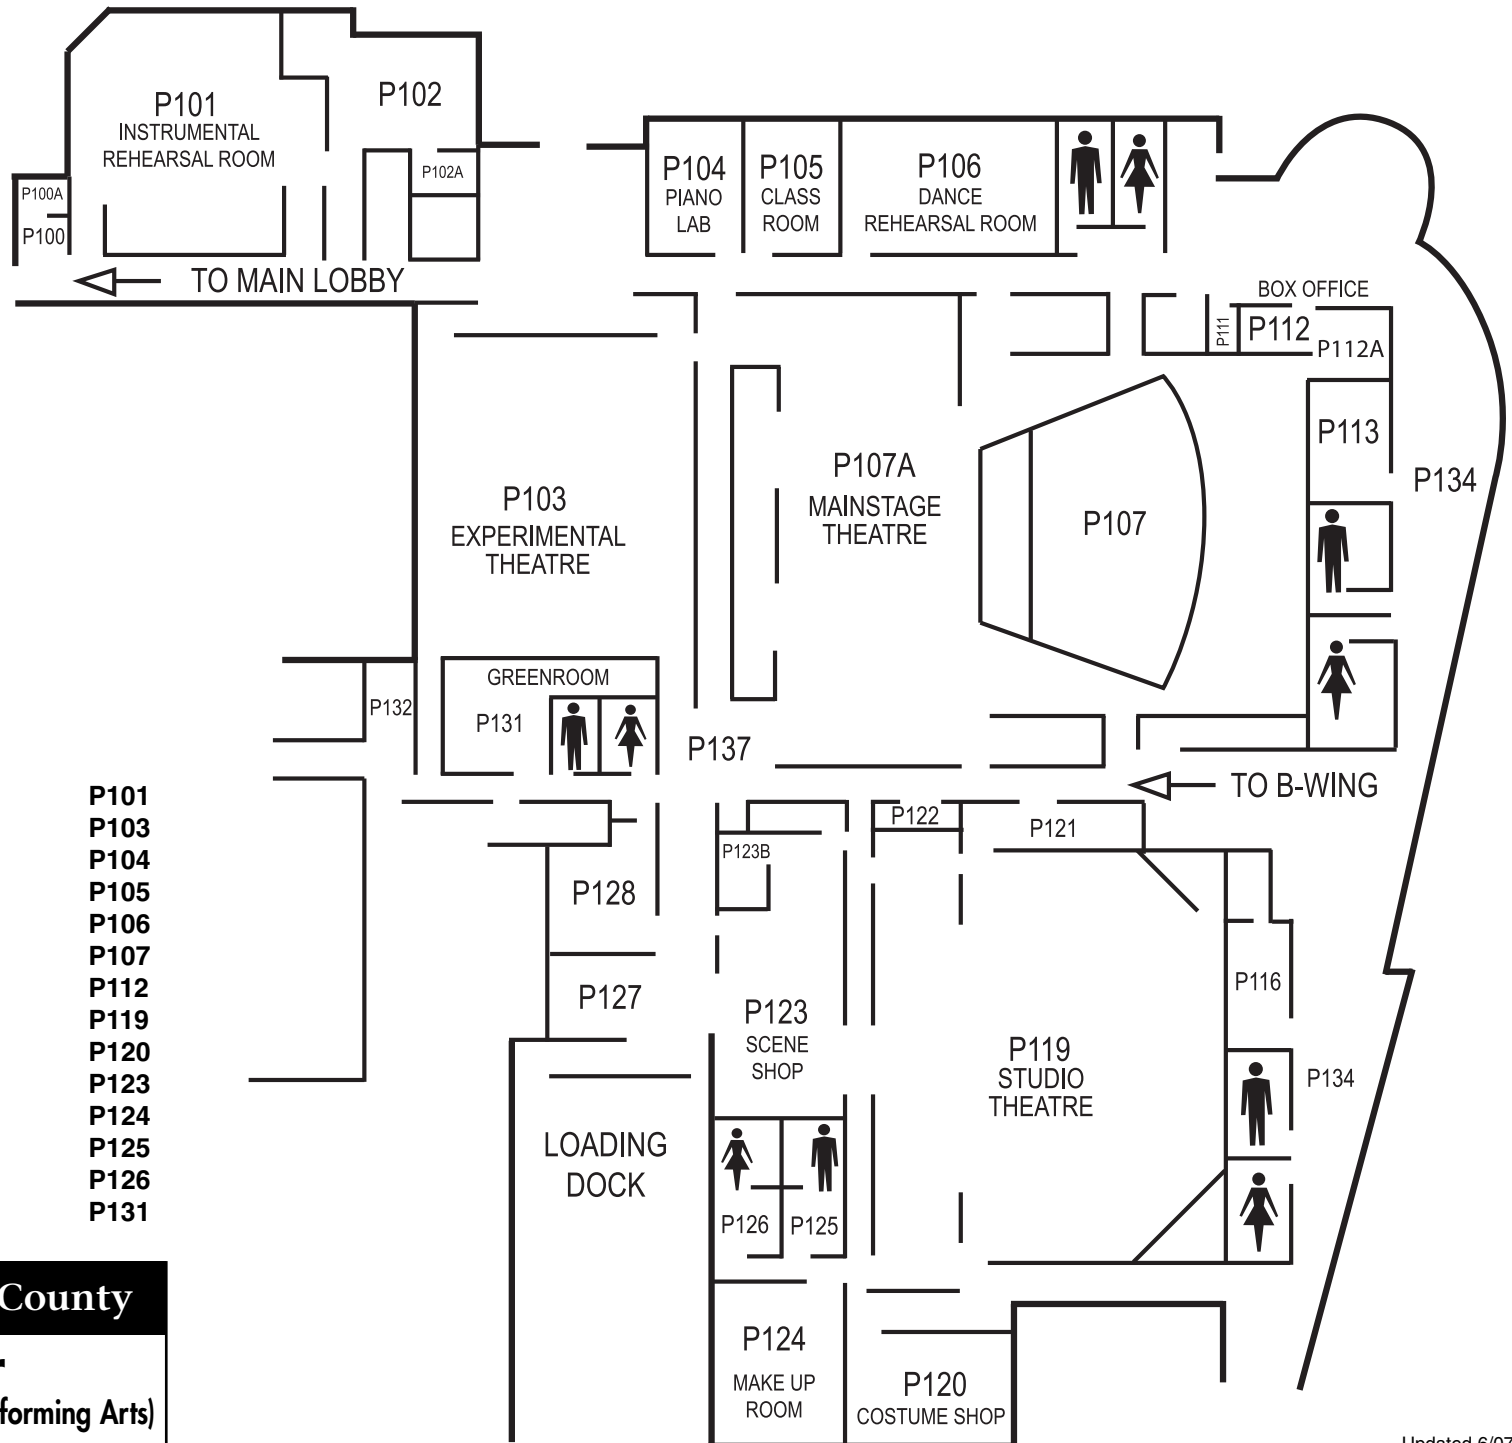 P101
INSTRUMENTAL
REHEARSAL ROOM
P102
P102A
P100A
P100
TO MAIN LOBBY
P104
PIANO
LAB
P105
CLASS
ROOM
P106
DANCE
REHEARSAL ROOM
BOX OFFICE
P111
P112
P112A
P113
P134
P103
EXPERIMENTAL
THEATRE
P107A
MAINSTAGE
THEATRE
P107
GREENROOM
P131
P132
P137
TO B-WING
P122
P121
P123B
P128
P127
P123
SCENE
SHOP
P116
P119
STUDIO
THEATRE
P134
LOADING
DOCK
P126
P125
P124
MAKE UP
ROOM
P120
COSTUME SHOP
P101
P103
P104
P105
P106
P107
P112
P119
P120
P123
P124
P125
P126
P131
County
forming Arts)
Updated 6/07